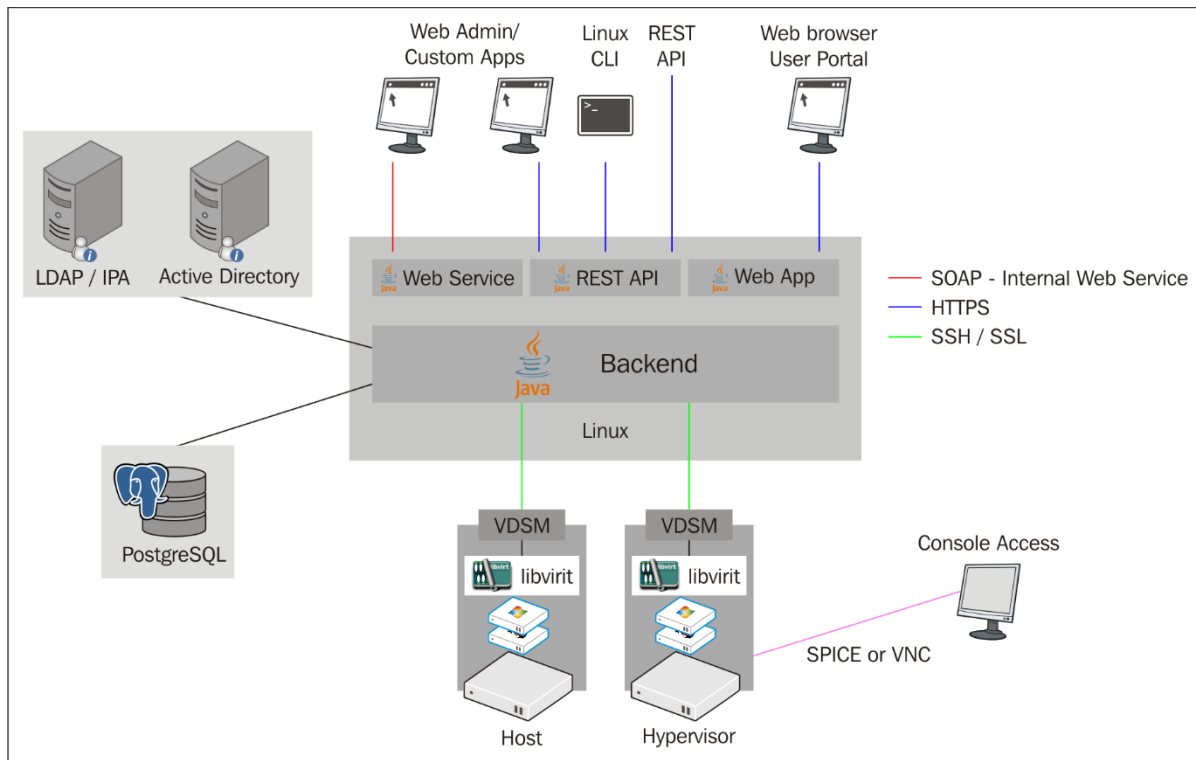 Web Admin/
Custom Apps
Linux
CLI
REST
API
Web browser
User Portal
>_
LDAP / IPA
Active Directory
Java
Web Service
Java
REST API
Java
Web App
SOAP - Internal Web Service
HTTPS
SSH / SSL
Java
Backend
Linux
PostgreSQL
VDSM
VDSM
libvirit
libvirit
Console Access
SPICE or VNC
Host
Hypervisor